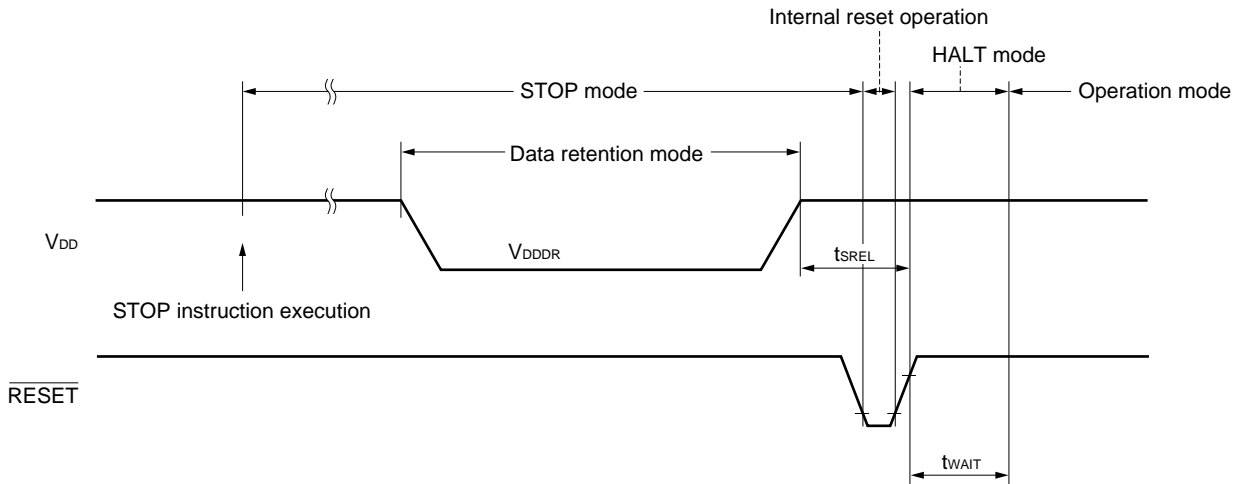 Internal reset operation
HALT mode
STOP mode
Operation mode
Data retention mode
VDD
VDDDR
tSREL
STOP instruction execution
RESET
tWAIT